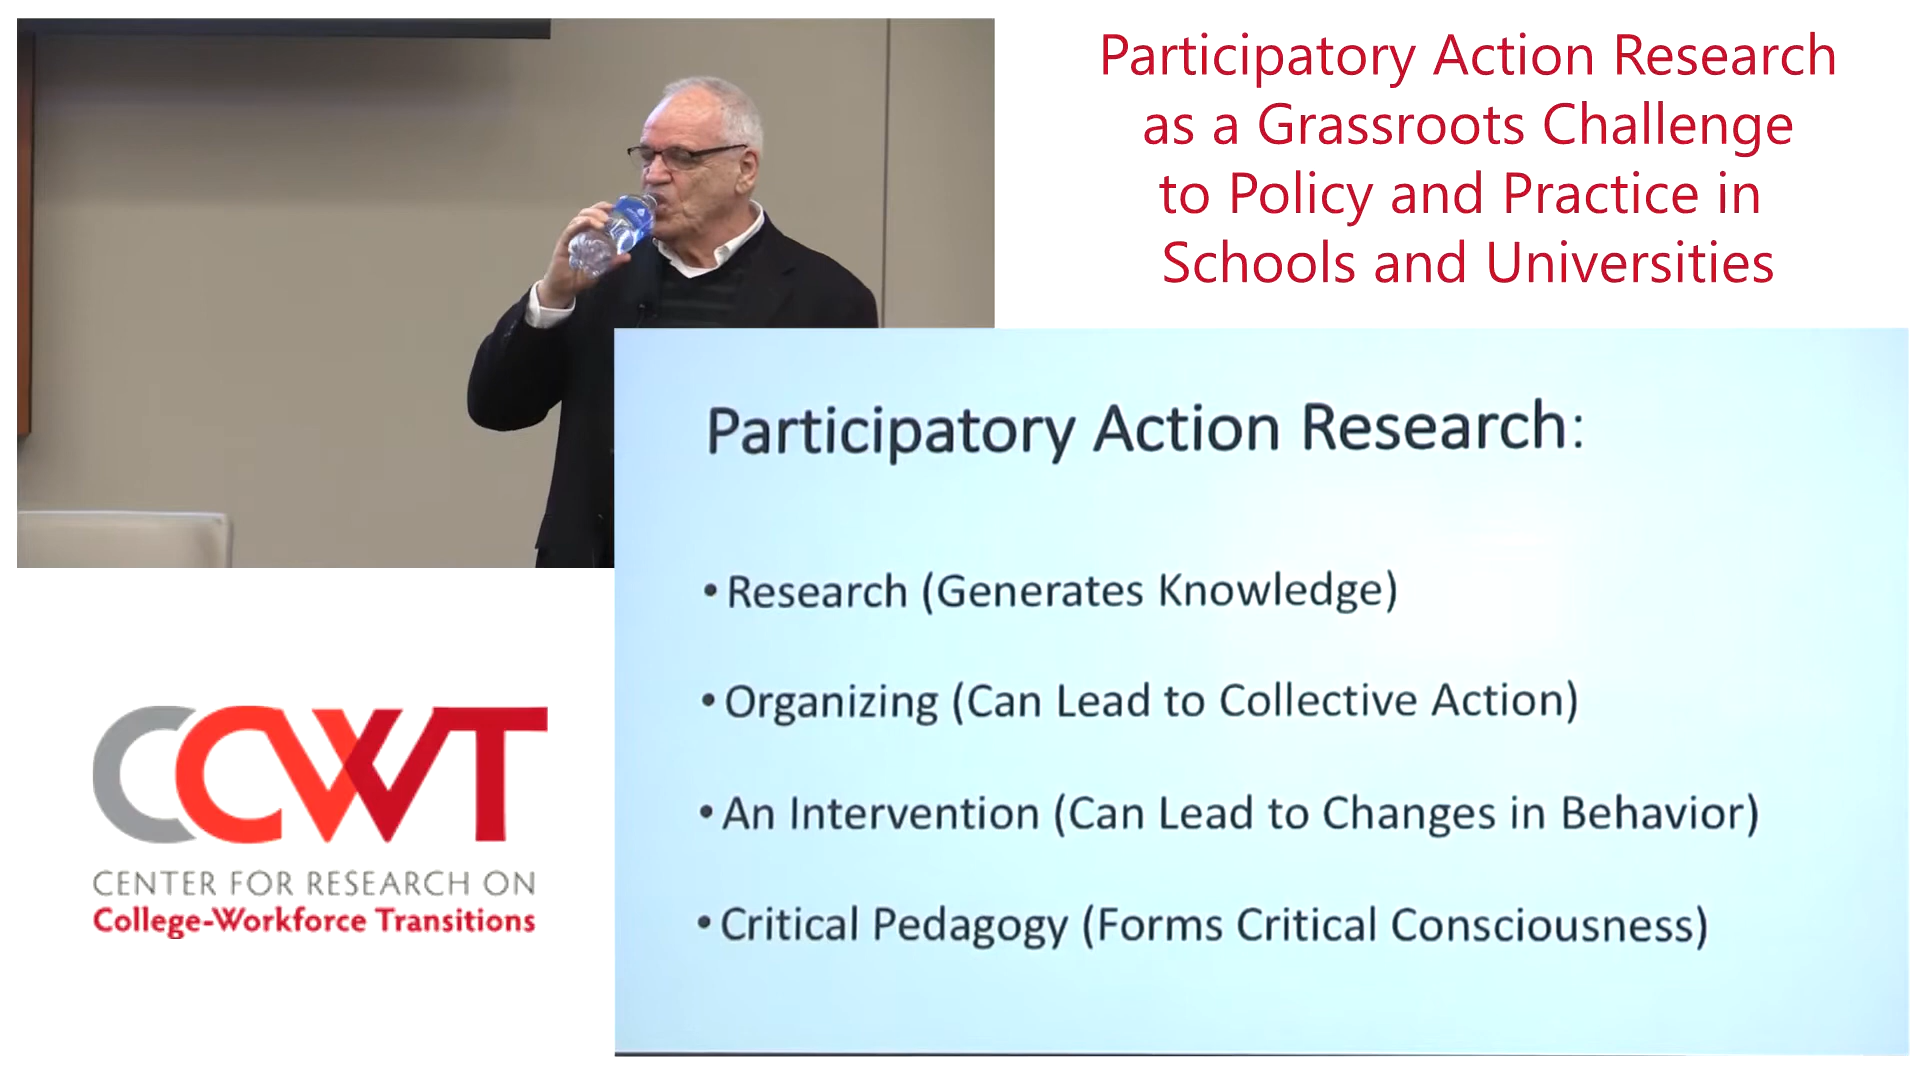 Participatory Action Research
as a Grassroots Challenge
to Policy and Practice in
Schools and Universities
Participatory Action Research:
• Research (Generates Knowledge)
• Organizing (Can Lead to Collective Action)
• An Intervention (Can Lead to Changes in Behavior)
• Critical Pedagogy (Forms Critical Consciousness)
CCWT
CENTER FOR RESEARCH ON
College-Workforce Transitions